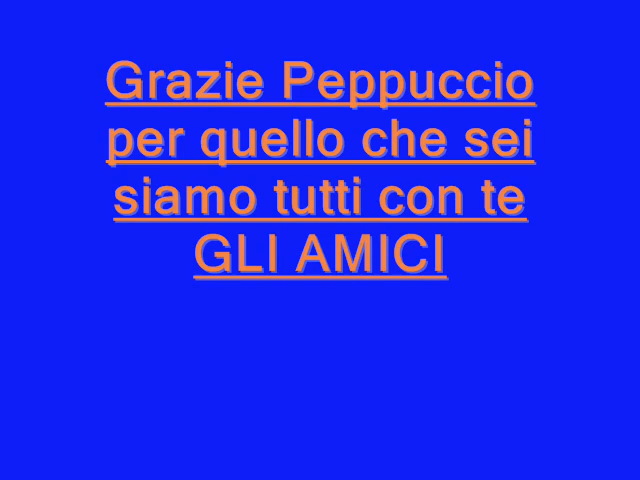 Grazie Peppuccio
per quello che sei
siamo tutti con te
GLI AMICI